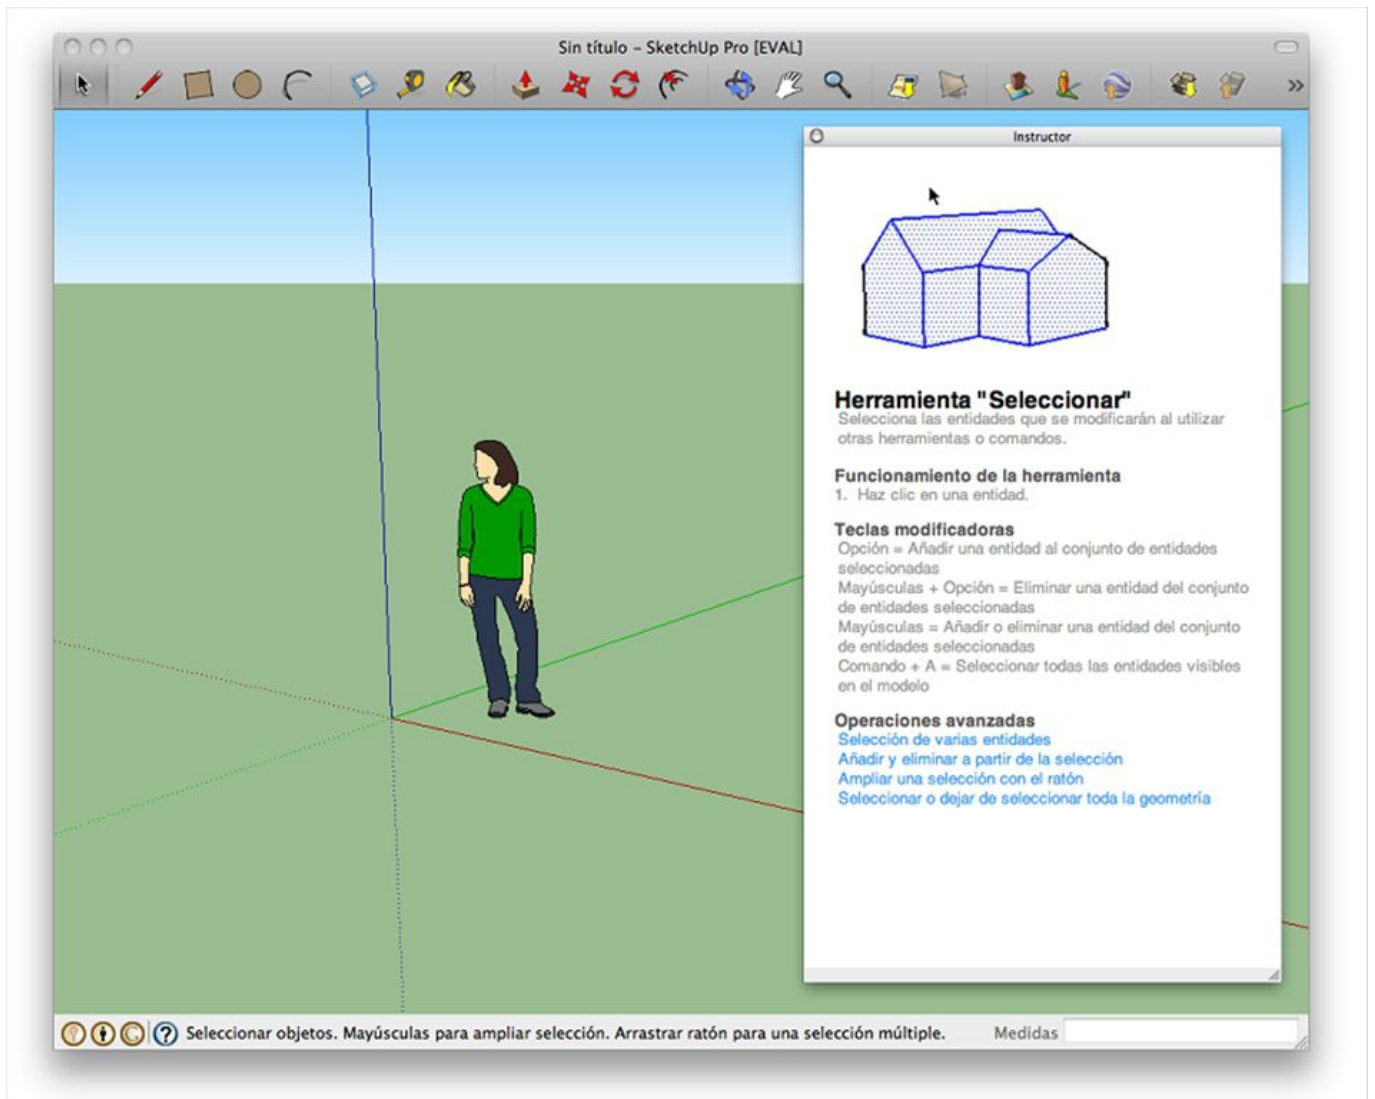 Sin título – SketchUp Pro [EVAL]
Instructor
Herramienta "Seleccionar"
Selecciona las entidades que se modificarán al utilizar
otras herramientas o comandos.
Funcionamiento de la herramienta
1. Haz clic en una entidad.
Teclas modificadoras
Opción = Añadir una entidad al conjunto de entidades
seleccionadas
Mayúsculas + Opción = Eliminar una entidad del conjunto
de entidades seleccionadas
Mayúsculas = Añadir o eliminar una entidad del conjunto
de entidades seleccionadas
Comando + A = Seleccionar todas las entidades visibles
en el modelo
Operaciones avanzadas
Selección de varias entidades
Añadir y eliminar a partir de la selección
Ampliar una selección con el ratón
Seleccionar o dejar de seleccionar toda la geometría
Seleccionar objetos. Mayúsculas para ampliar selección. Arrastrar ratón para una selección múltiple. Medidas